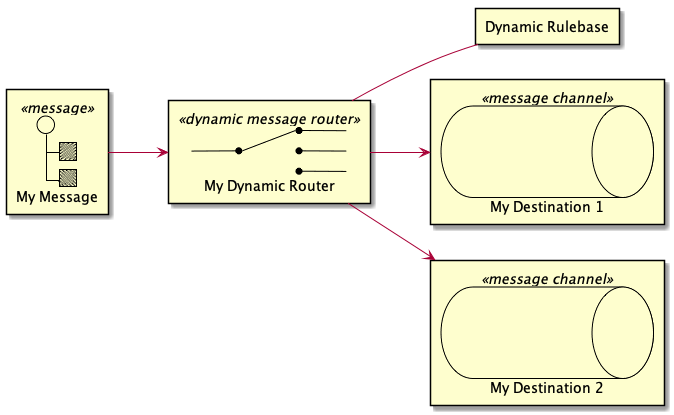 Dynamic Rulebase
«message»
My Message
«dynamic message router»
My Dynamic Router
«message channel»
My Destination 1
«message channel»
My Destination 2